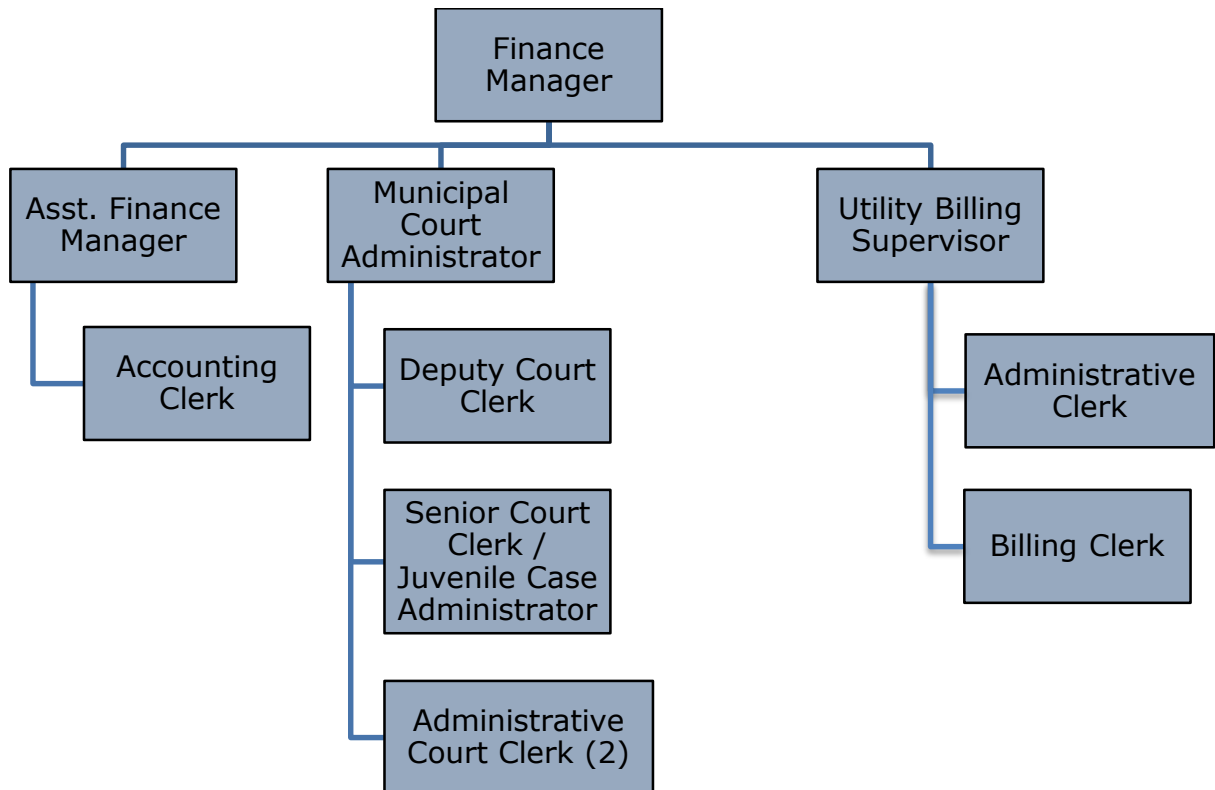 Finance
Manager
Asst. Finance
Manager
Municipal
Court
Administrator
Utility Billing
Supervisor
Accounting
Clerk
Deputy Court
Clerk
Administrative
Clerk
Senior Court
Clerk /
Juvenile Case
Administrator
Billing Clerk
Administrative
Court Clerk (2)